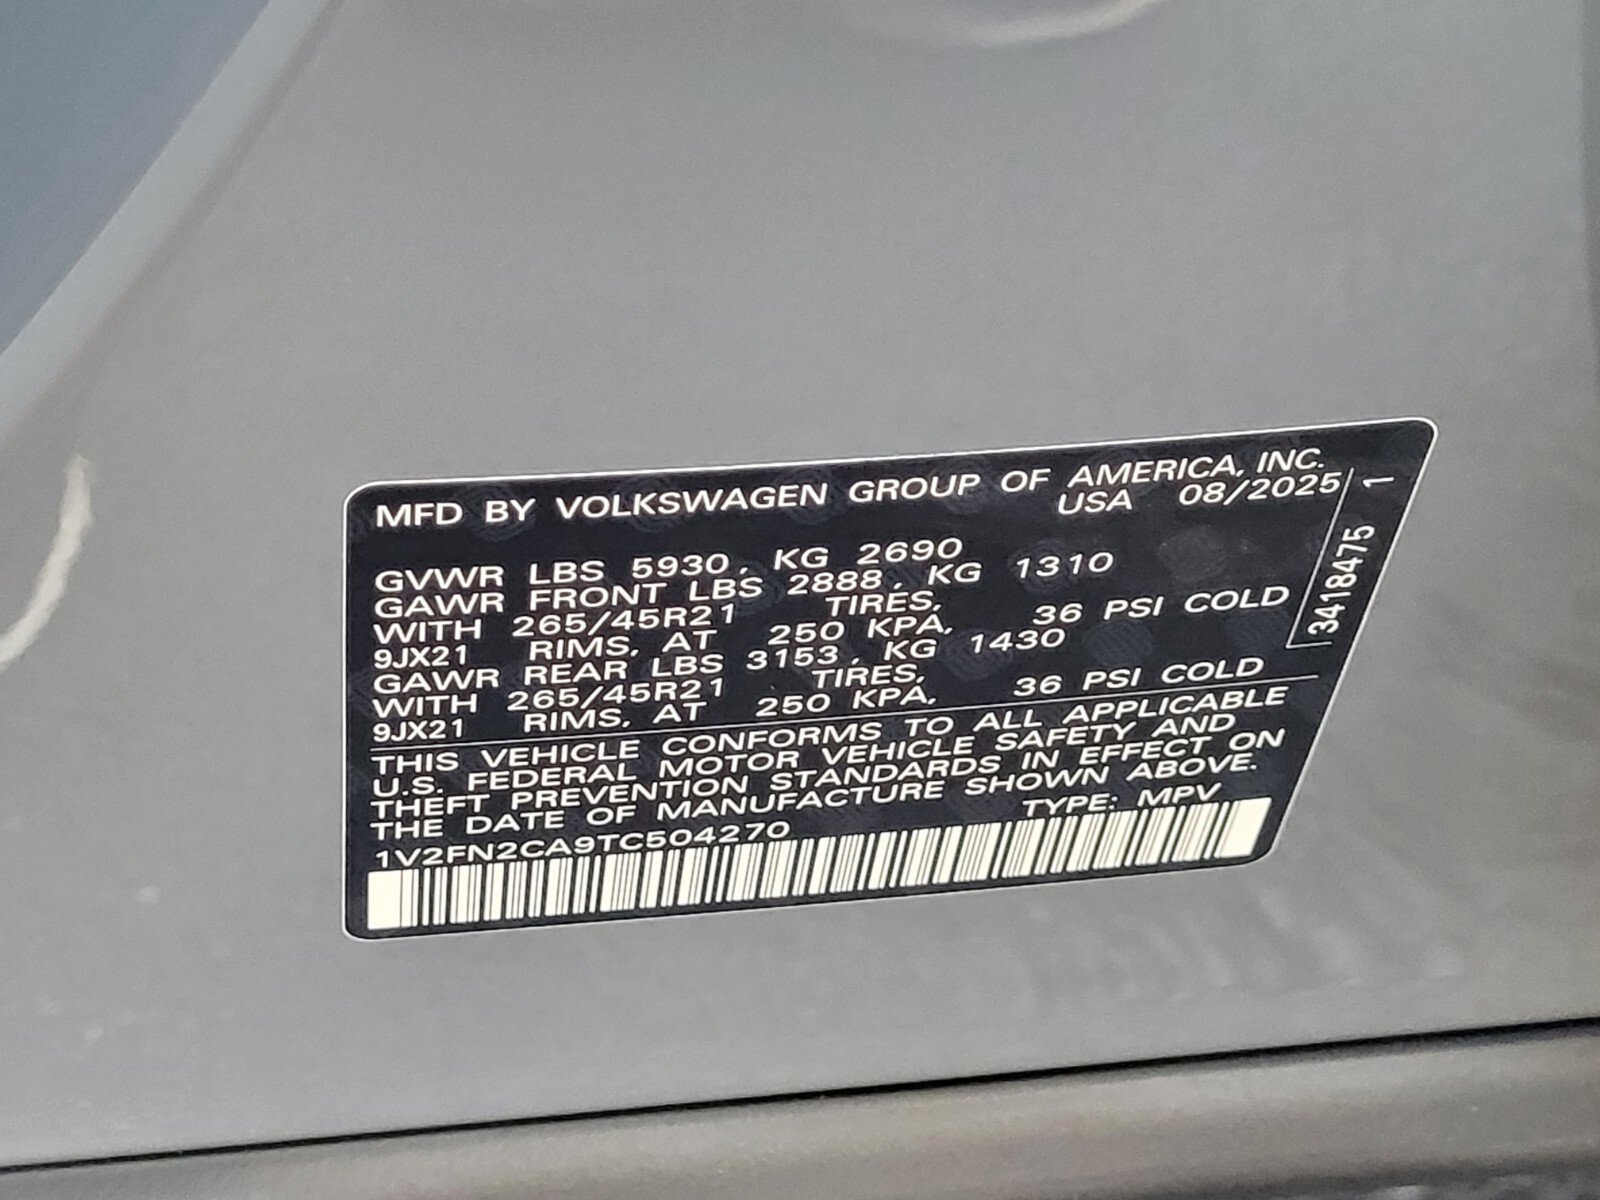 MFD BY VOLKSWAGEN GROUP OF AMERICA, INC.
USA 08/2025
GVWR LBS 5930, KG 2690
GAWR FRONT LBS 2888, KG 1310
WITH 265/45R21 TIRES,
9JX21 RIMS, AT 250 KPA, 36 PSI COLD
GAWR REAR LBS 3153, KG 1430
WITH 265/45R21 TIRES,
9JX21 RIMS, AT 250 KPA, 36 PSI COLD
THIS VEHICLE CONFORMS TO ALL APPLICABLE
U.S. FEDERAL MOTOR VEHICLE SAFETY AND
THEFT PREVENTION STANDARDS IN EFFECT ON
THE DATE OF MANUFACTURE SHOWN ABOVE.
TYPE: MPV
1V2FN2CA9TC504270
3418475 1